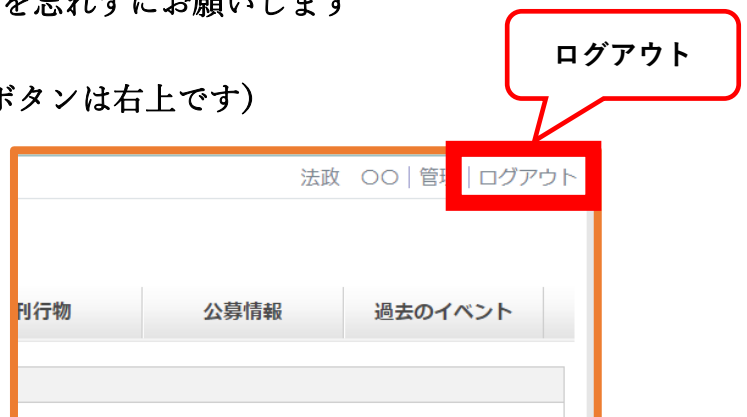 を忘れずにお願いします
ログアウト
ボタンは右上です）
法政 〇〇｜管理｜ログアウト
刊行物 公募情報 過去のイベント